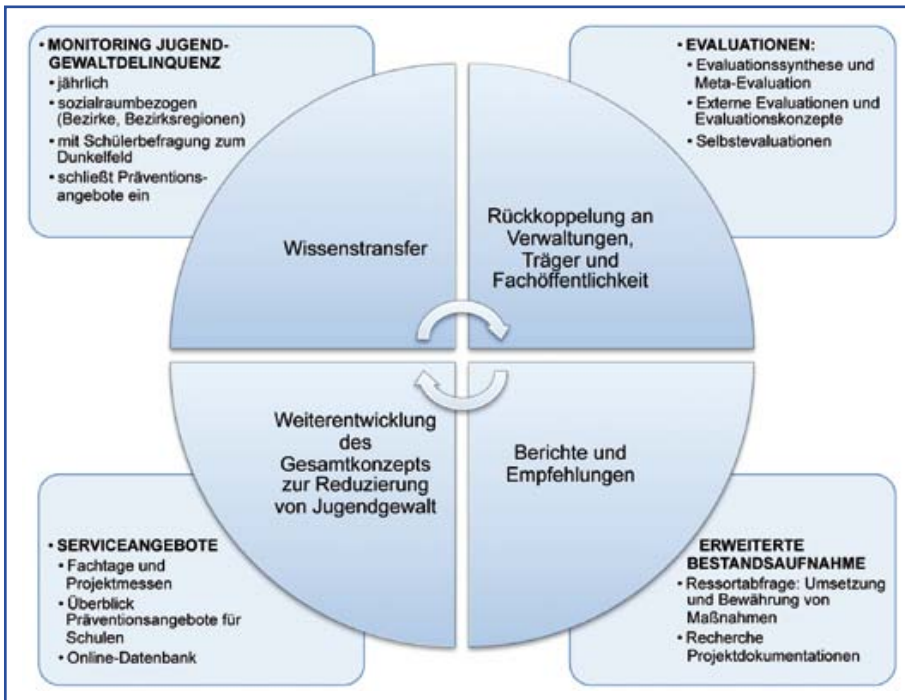 • MONITORING JUGEND-
GEWALTDELINQUENZ
• jährlich
• sozialraumbezogen
(Bezirke, Bezirksregionen)
• mit Schülerbefragung zum
Dunkelfeld
• schließt Präventions-
angebote ein
• EVALUATIONEN:
• Evaluationssynthese und
Meta-Evaluation
• Externe Evaluationen und
Evaluationskonzepte
• Selbstevaluationen
Wissenstransfer
Rückkoppelung an
Verwaltungen,
Träger und
Fachöffentlichkeit
Weiterentwicklung
des
Gesamtkonzepts
zur Reduzierung
von Jugendgewalt
Berichte und
Empfehlungen
• SERVICEANGEBOTE
• Fachtage und
Projektmessen
• Überblick
Präventionsangebote für
Schulen
• Online-Datenbank
ERWEITERTE
BESTANDSAUFNAHME
• Ressortabfrage: Umsetzung
und Bewährung von
Maßnahmen
• Recherche
Projektdokumentationen